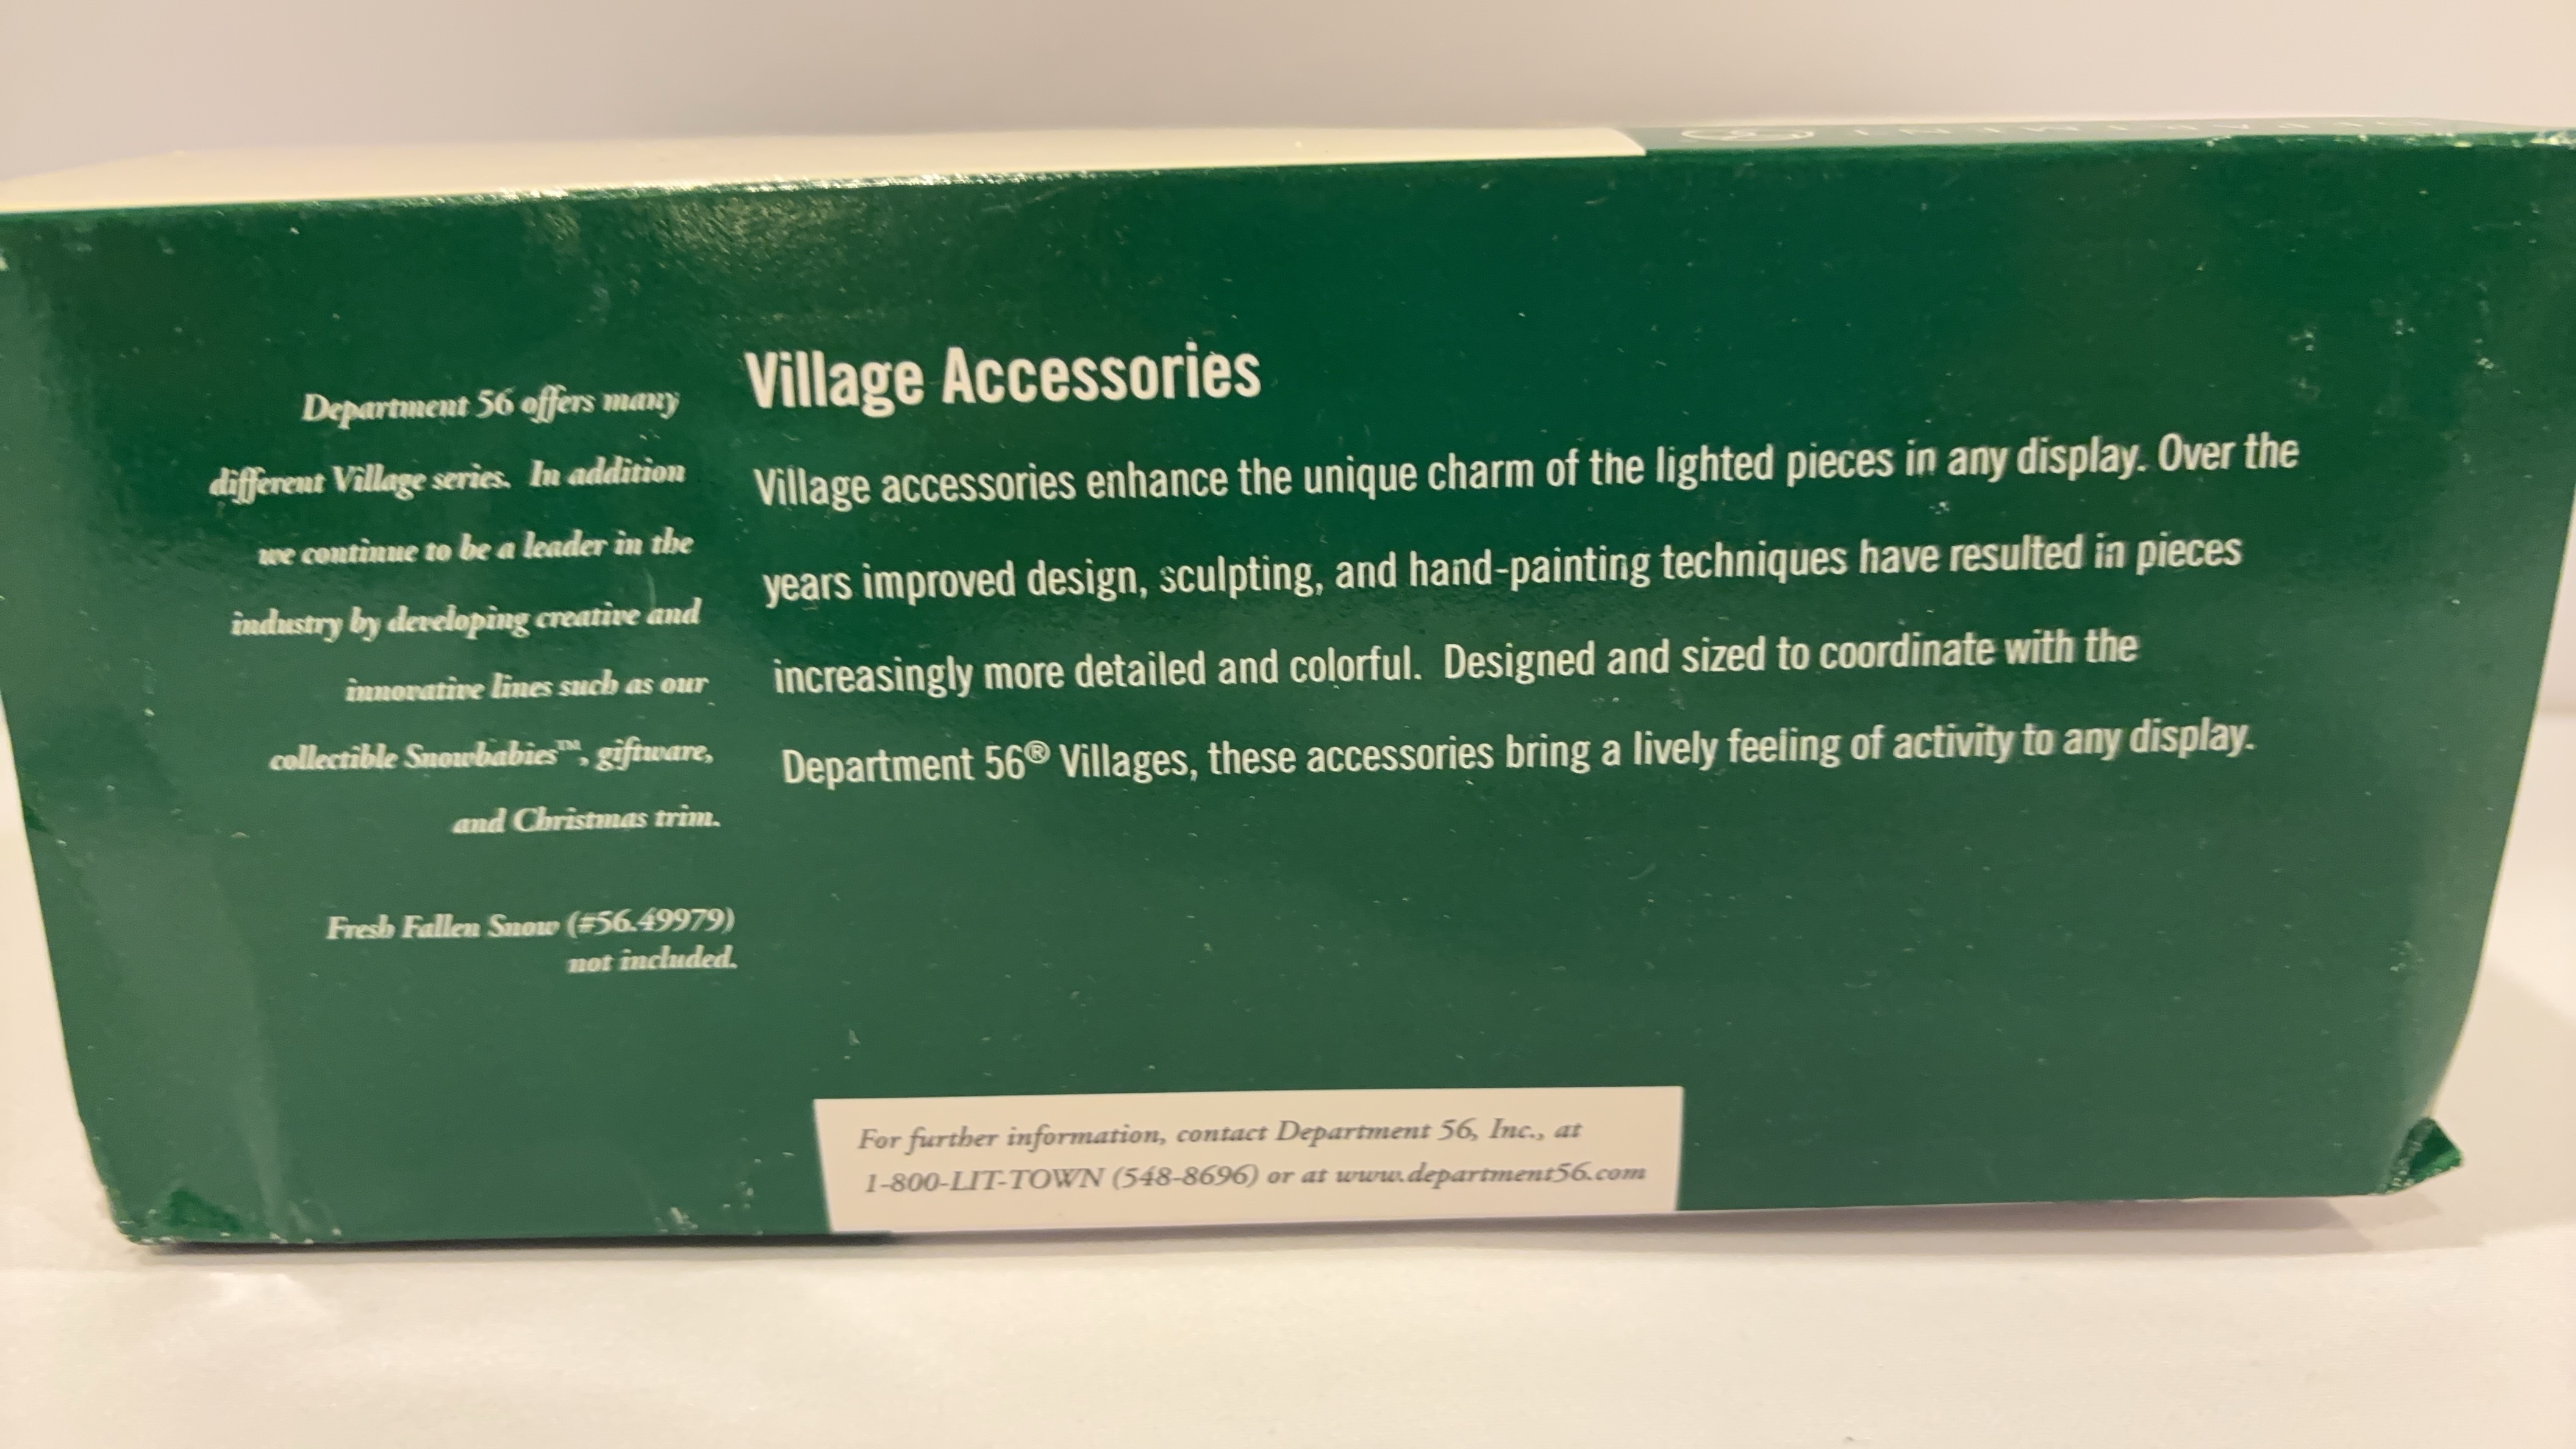 Department 56 offers many
different Village series. In addition
we continue to be a leader in the
industry by developing creative and
innovative lines such as our
collectible Snowbabies™, giftware,
and Christmas trim.
Fresh Fallen Snow (#56.49979)
not included.
Village Accessories
Village accessories enhance the unique charm of the lighted pieces in any display. Over the
years improved design, sculpting, and hand-painting techniques have resulted in pieces
increasingly more detailed and colorful. Designed and sized to coordinate with the
Department 56® Villages, these accessories bring a lively feeling of activity to any display.
For further information, contact Department 56, Inc., at
1-800-LIT-TOWN (548-8696) or at www.department56.com